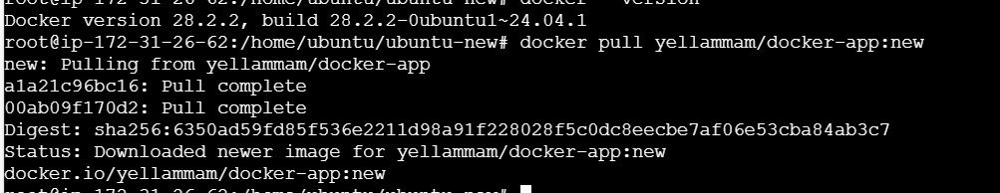 root@ip-172-31-26-62:/home/ubuntu/ubuntu-new# docker --version
Docker version 28.2.2, build 28.2.2-0ubuntu1~24.04.1
root@ip-172-31-26-62:/home/ubuntu/ubuntu-new# docker pull yellammam/docker-app:new
new: Pulling from yellammam/docker-app
a1a21c96bc16: Pull complete
00ab09f170d2: Pull complete
Digest: sha256:6350ad59fd85f536e2211d98a91f228028f5c0dc8eecbe7af06e53cba84ab3c7
Status: Downloaded newer image for yellammam/docker-app:new
docker.io/yellammam/docker-app:new
root@ip-172-31-26-62:/home/ubuntu/ubuntu-new#